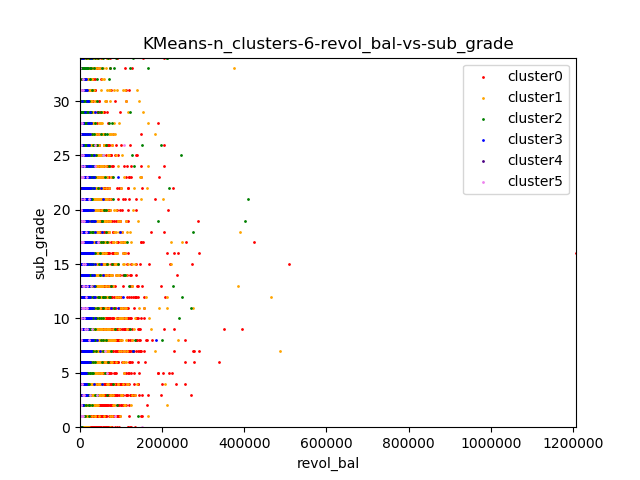 KMeans-n_clusters-6-revol_bal-vs-sub_grade
cluster0
cluster1
cluster2
cluster3
cluster4
cluster5
sub_grade
30
25
20
15
10
5
0
0 200000 400000 600000 800000 1000000 1200000
revol_bal